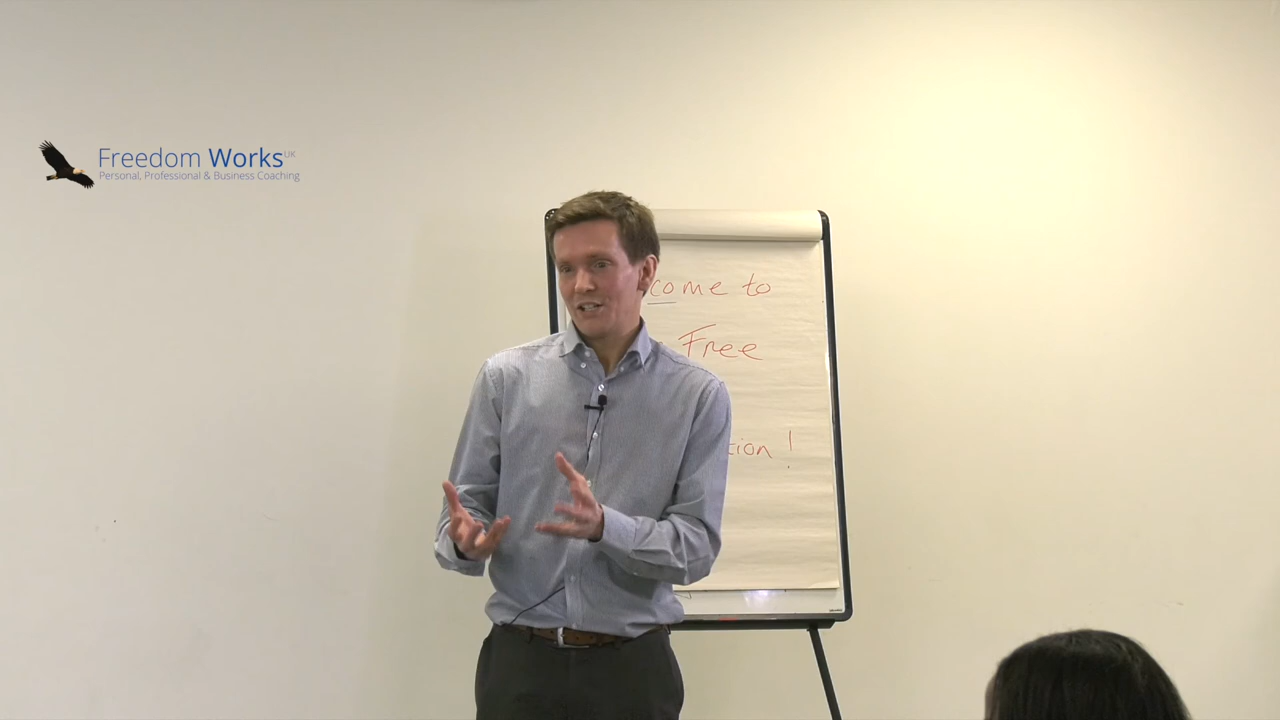 Freedom Works UK
Personal, Professional & Business Coaching
come to
Free
tion!